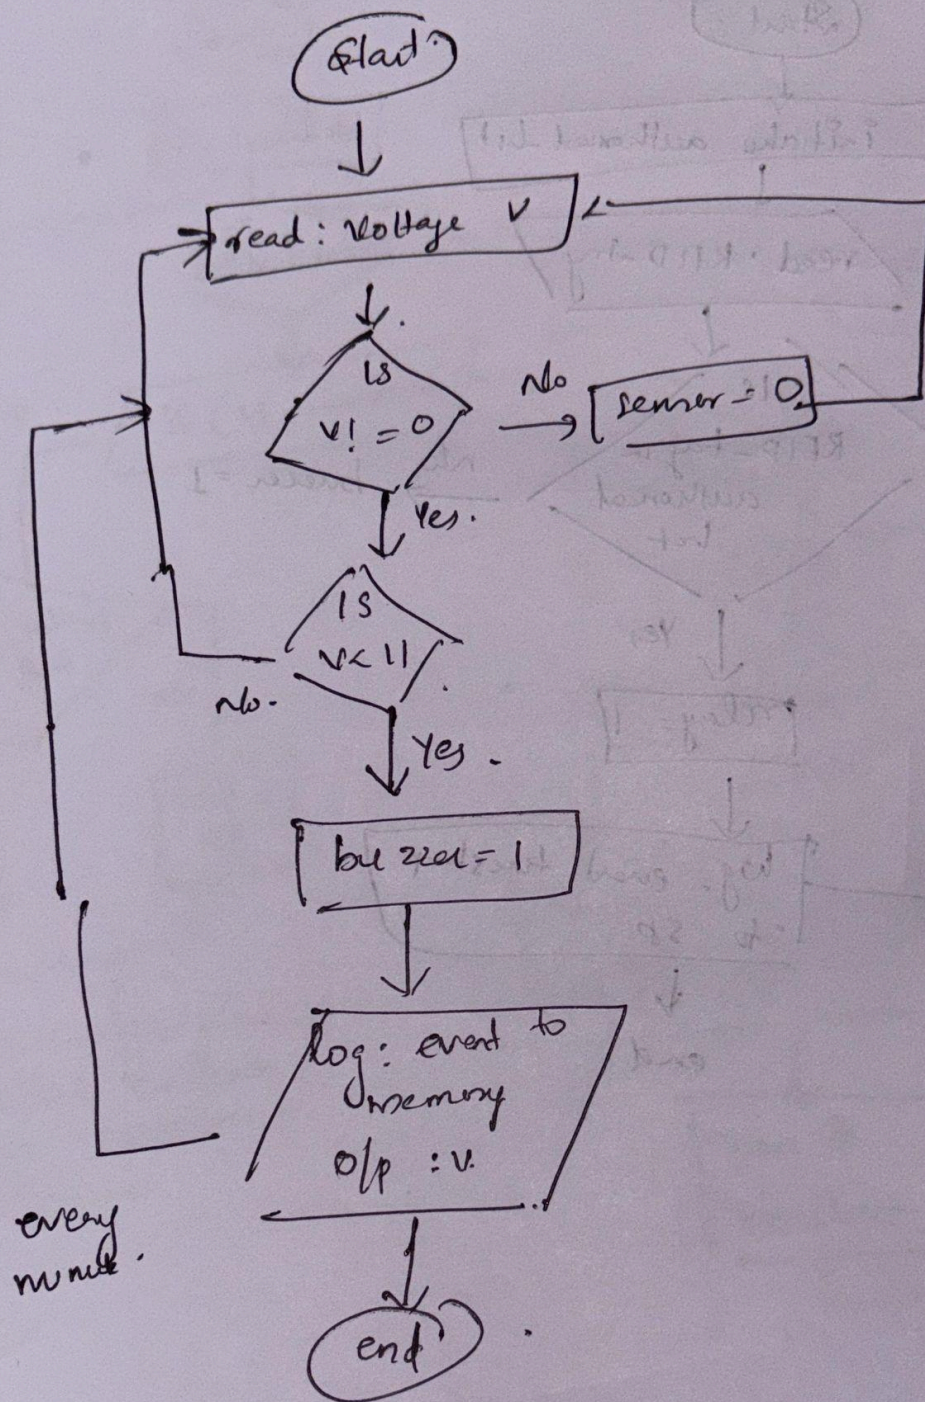 Start
read: Voltage V
Is
V! = 0
No
sensor = 0
Yes.
Is
V < 11
No.
Yes.
buzzer = 1
log: event to
memory
O/p : V.
every
minute.
end